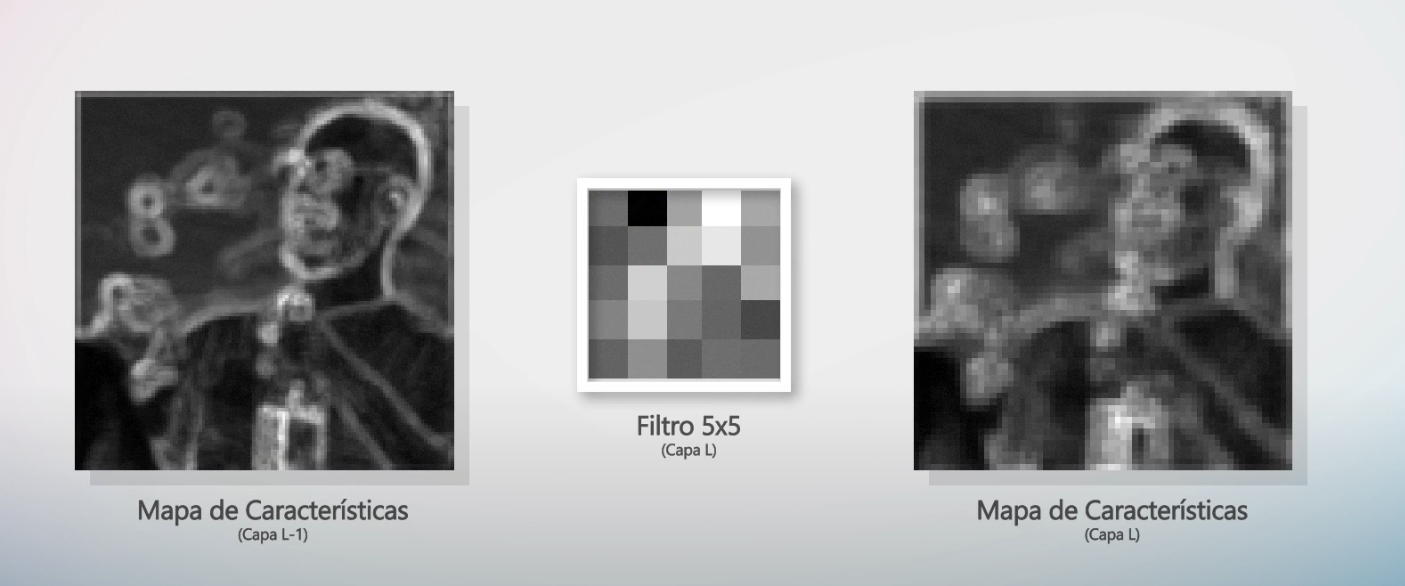 Filtro 5x5
(Capa L)
Mapa de Características
(Capa L-1)
Mapa de Características
(Capa L)